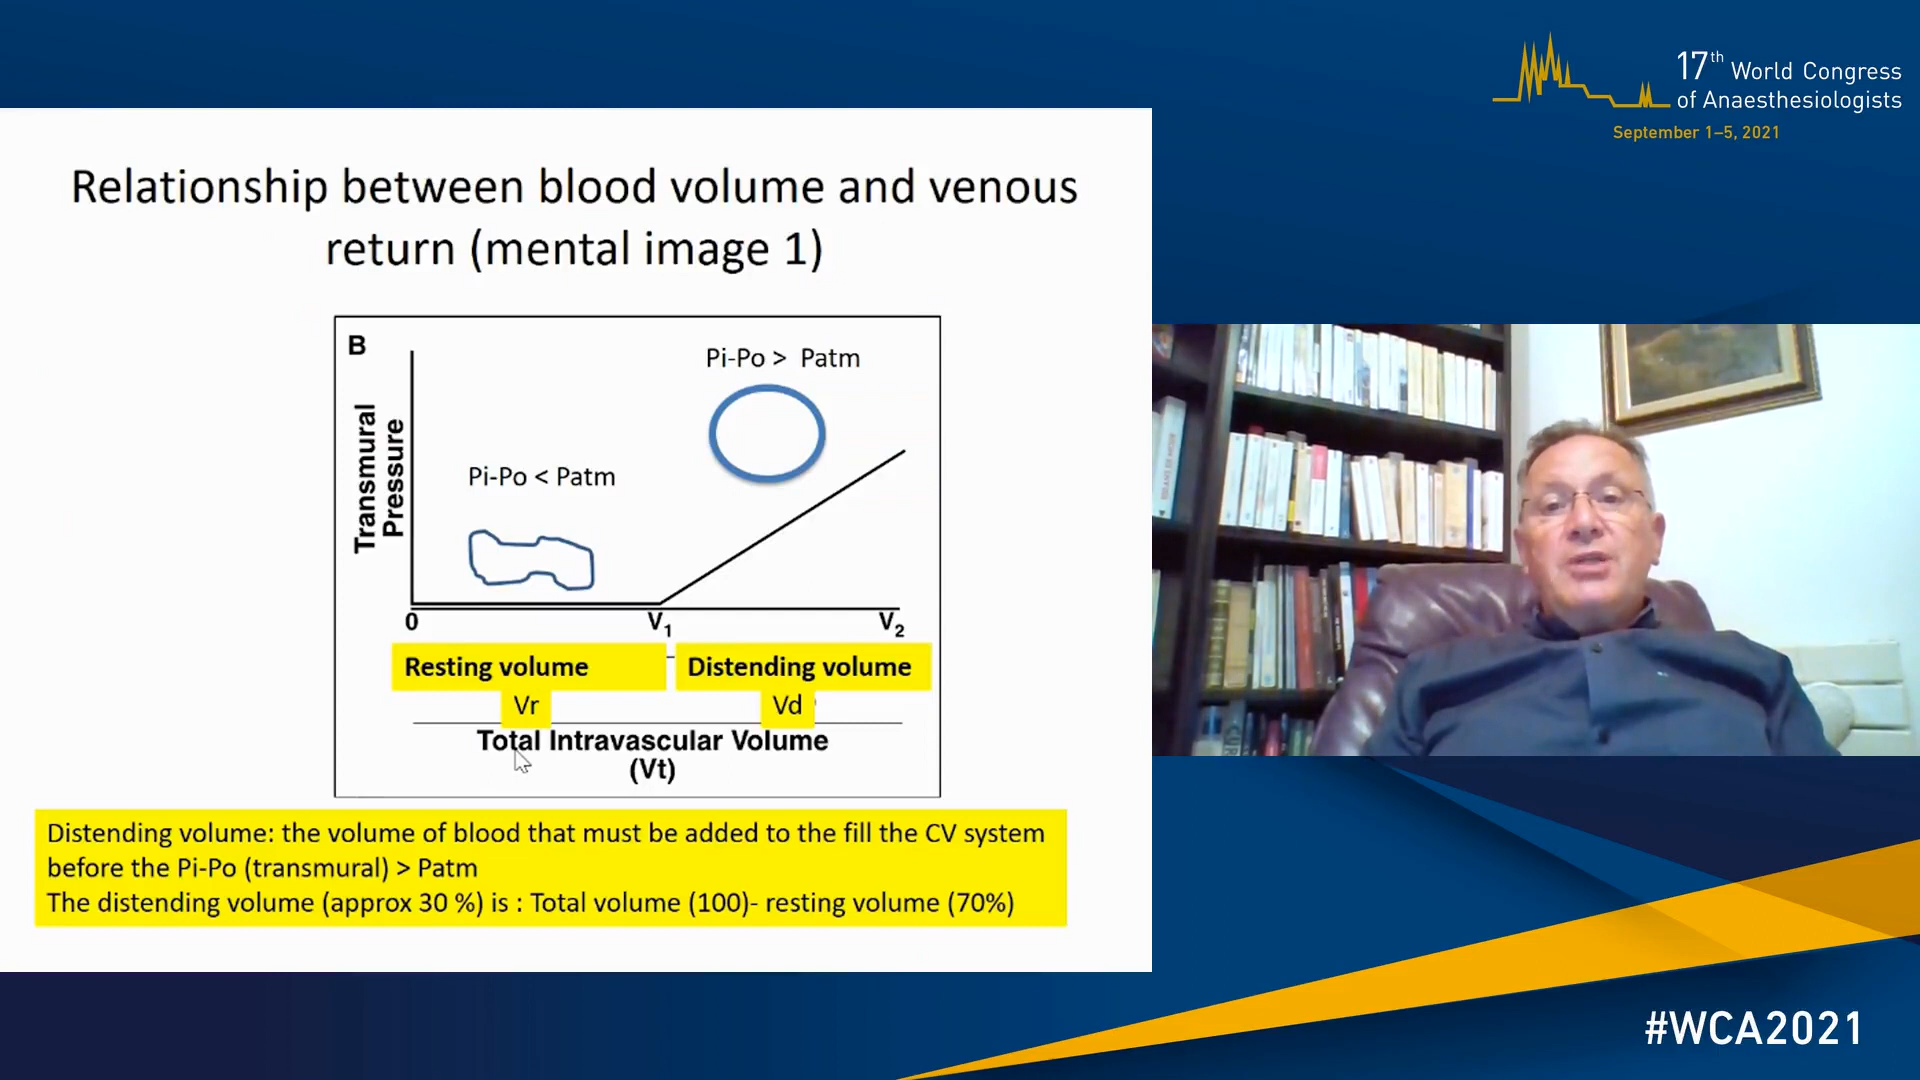 17th World Congress
of Anaesthesiologists
September 1–5, 2021
Relationship between blood volume and venous
return (mental image 1)
B
Pi-Po > Patm
Transmural
Pressure
Pi-Po < Patm
0
V1
V2
Resting volume
Distending volume
Vr
Vd
Total Intravascular Volume
(Vt)
Distending volume: the volume of blood that must be added to the fill the CV system
before the Pi-Po (transmural) > Patm
The distending volume (approx 30 %) is : Total volume (100)- resting volume (70%)
#WCA2021